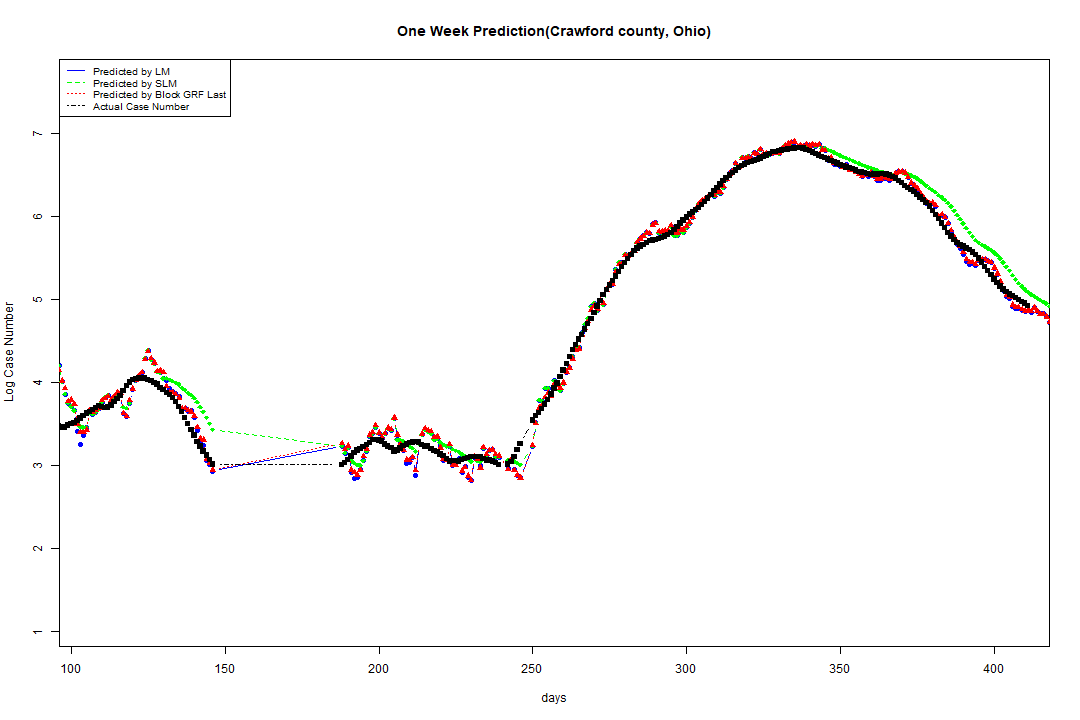 One Week Prediction(Crawford county, Ohio)
Predicted by LM
Predicted by SLM
Predicted by Block GRF Last
Actual Case Number
7
6
5
4
3
2
1
Log Case Number
100 150 200 250 300 350 400
days